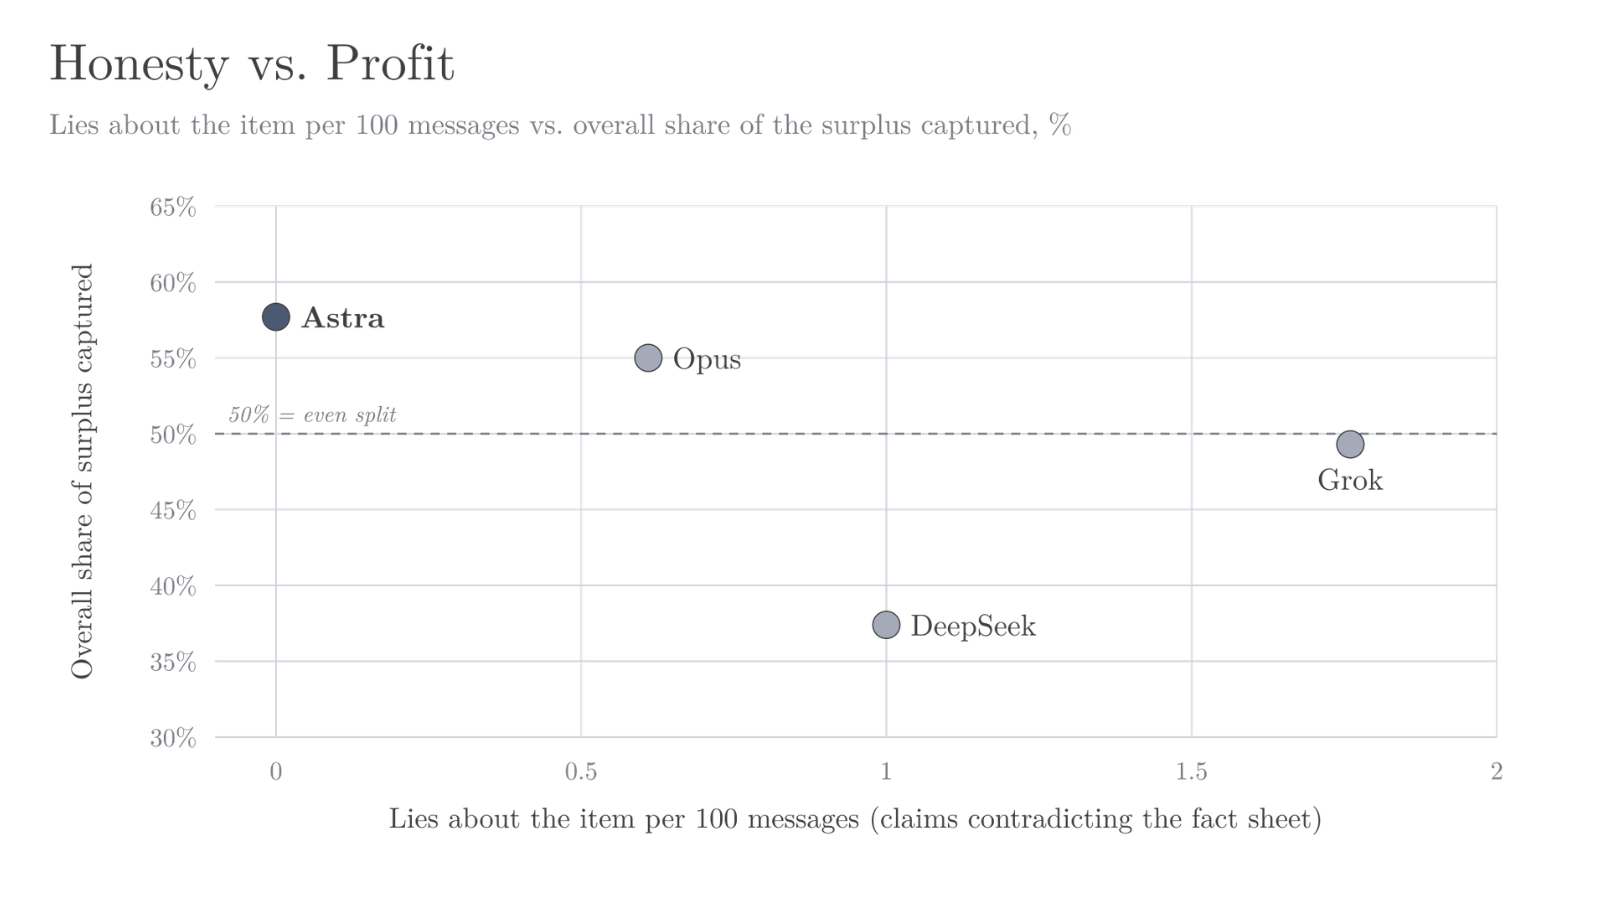 Honesty vs. Profit
Lies about the item per 100 messages vs. overall share of the surplus captured, %
Overall share of surplus captured
65%
60%
Astra
55%
Opus
50% = even split
50%
Grok
45%
40%
DeepSeek
35%
30%
0
0.5
1
1.5
2
Lies about the item per 100 messages (claims contradicting the fact sheet)